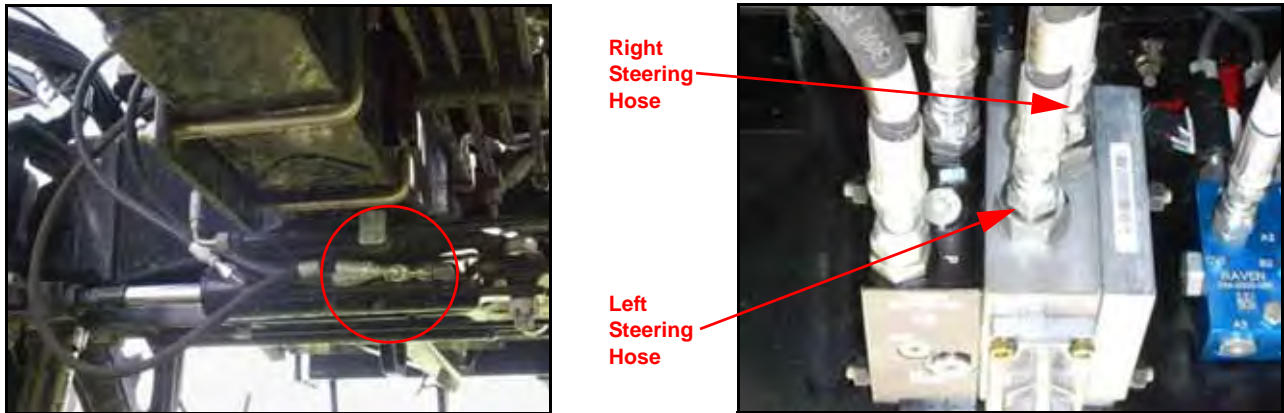 Right
Steering
Hose
Left
Steering
Hose
P
RAVEN